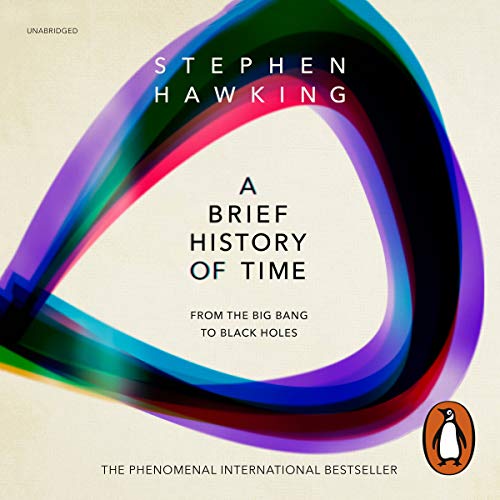 UNABRIDGED
STEPHEN
HAWKING
A
BRIEF
HISTORY
OF TIME
FROM THE BIG BANG
TO BLACK HOLES
THE PHENOMENAL INTERNATIONAL BESTSELLER